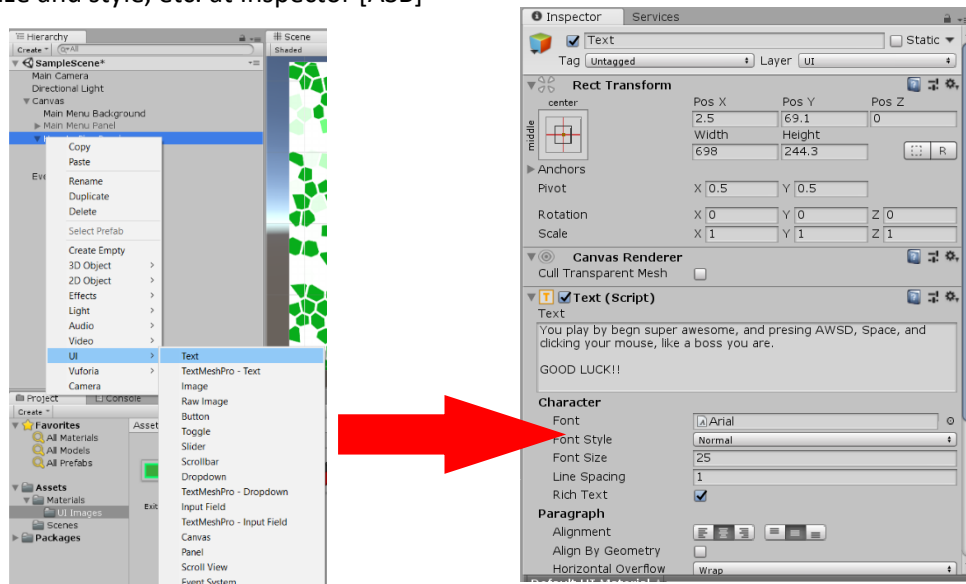 Hierarchy
Create
Q▾All
SampleScene*
Main Camera
Directional Light
Canvas
Main Menu Background
Main Menu Panel
Copy
Paste
Rename
Duplicate
Delete
Select Prefab
Create Empty
3D Object >
2D Object >
Effects >
Light >
Audio >
Video >
UI >
Vuforia >
Camera
Scene
Shaded
Text
TextMeshPro - Text
Image
Raw Image
Button
Toggle
Slider
Scrollbar
Dropdown
TextMeshPro - Dropdown
Input Field
TextMeshPro - Input Field
Canvas
Panel
Scroll View
Event System
Project Console
Create
Favorites
All Materials
All Models
All Prefabs
Assets
Materials
UI Images
Scenes
Packages
Asset
Exit
Inspector Services
Text Static
Tag Untagged Layer UI
Rect Transform
center Pos X Pos Y Pos Z
middle 2.5 69.1 0
Width Height
698 244.3 R
Anchors
Pivot X 0.5 Y 0.5
Rotation X 0 Y 0 Z 0
Scale X 1 Y 1 Z 1
Canvas Renderer
Cull Transparent Mesh
Text (Script)
Text
You play by begn super awesome, and presing AWSD, Space, and
clicking your mouse, like a boss you are.
GOOD LUCK!!
Character
Font Arial
Font Style Normal
Font Size 25
Line Spacing 1
Rich Text
Paragraph
Alignment
Align By Geometry
Horizontal Overflow Wrap
Default UI Material